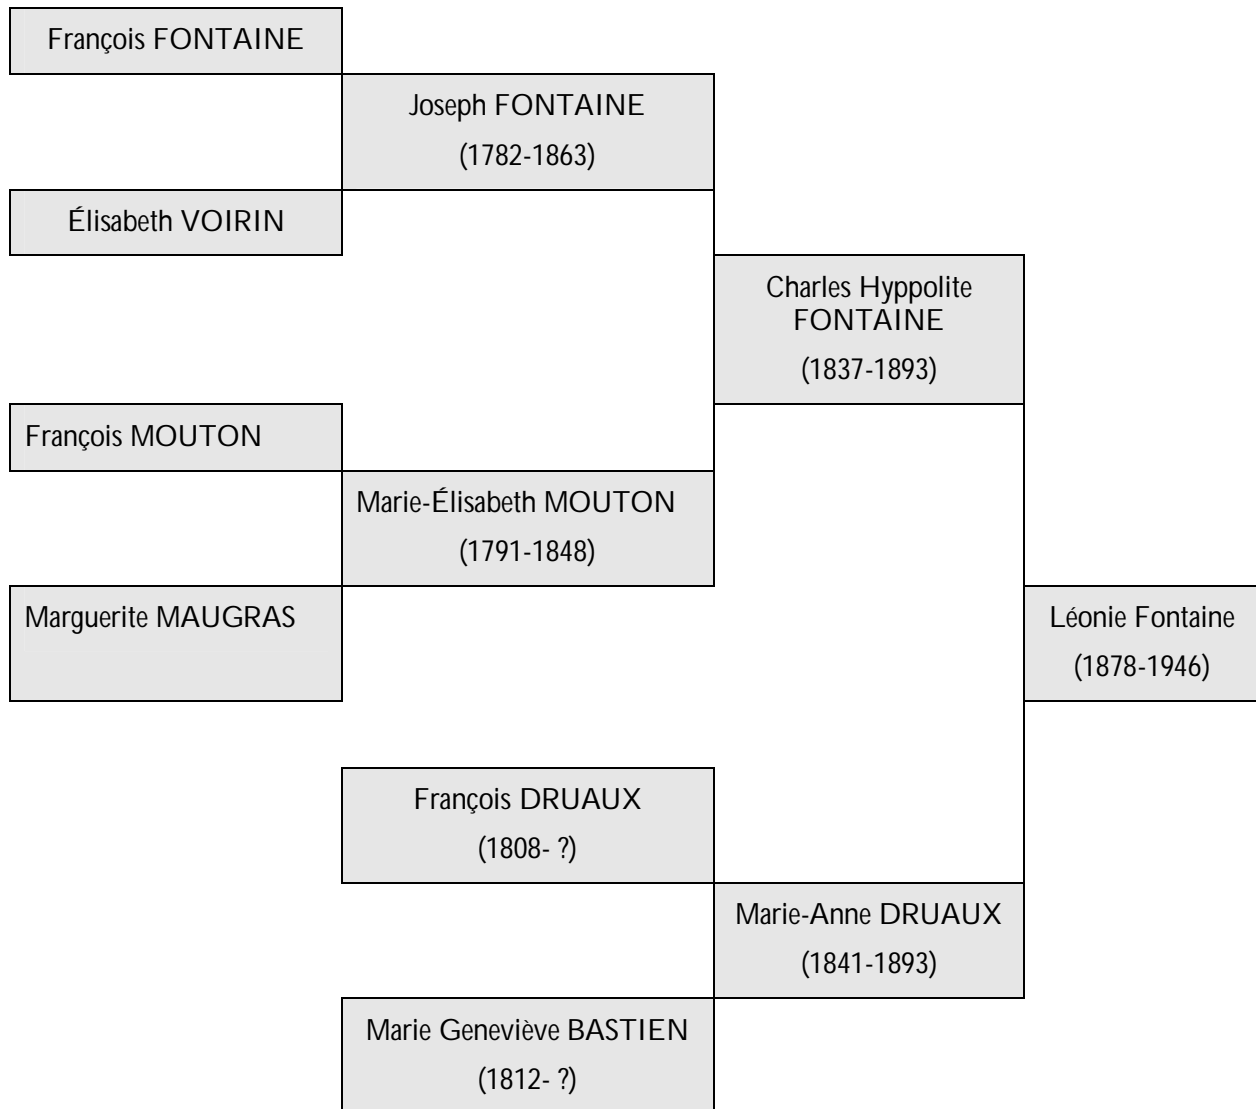 François FONTAINE
Joseph FONTAINE
(1782-1863)
Élisabeth VOIRIN
Charles Hyppolite
FONTAINE
(1837-1893)
François MOUTON
Marie-Élisabeth MOUTON
(1791-1848)
Marguerite MAUGRAS
Léonie Fontaine
(1878-1946)
François DRUAUX
(1808- ?)
Marie-Anne DRUAUX
(1841-1893)
Marie Geneviève BASTIEN
(1812- ?)